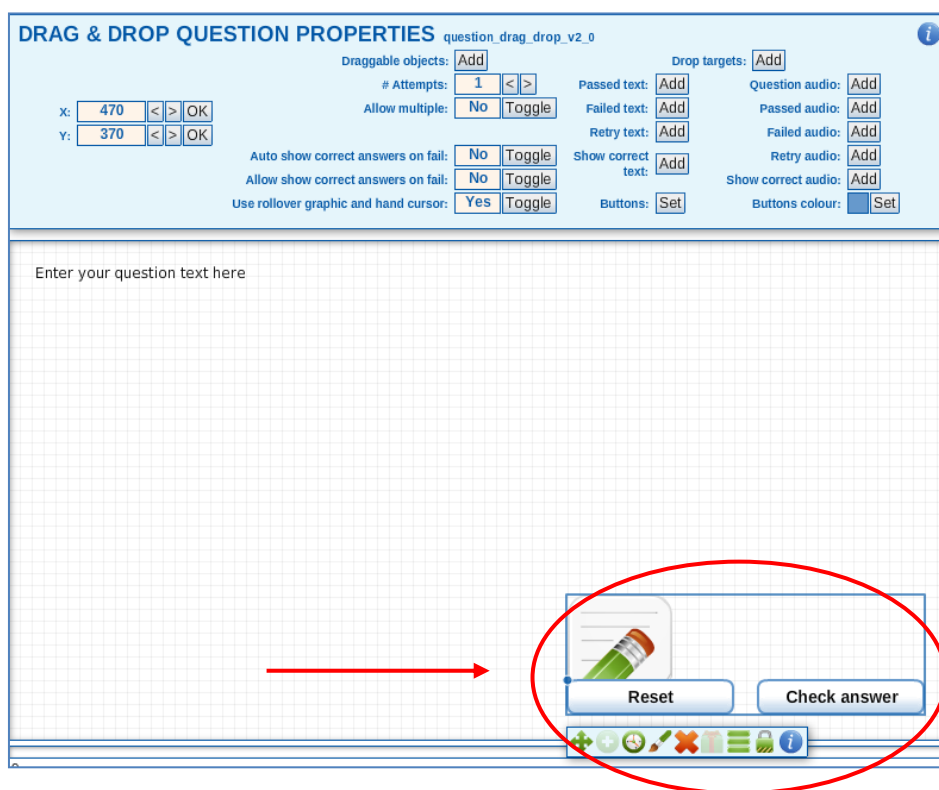 DRAG & DROP QUESTION PROPERTIES question_drag_drop_v2_0 i
Draggable objects: Add Drop targets: Add
# Attempts: 1 < > Passed text: Add Question audio: Add
X: 470 < > OK Allow multiple: No Toggle Failed text: Add Passed audio: Add
Y: 370 < > OK Retry text: Add Failed audio: Add
Auto show correct answers on fail: No Toggle Show correct text: Add Retry audio: Add
Allow show correct answers on fail: No Toggle Show correct audio: Add
Use rollover graphic and hand cursor: Yes Toggle Buttons: Set Buttons colour: Set
Enter your question text here
Reset Check answer
i